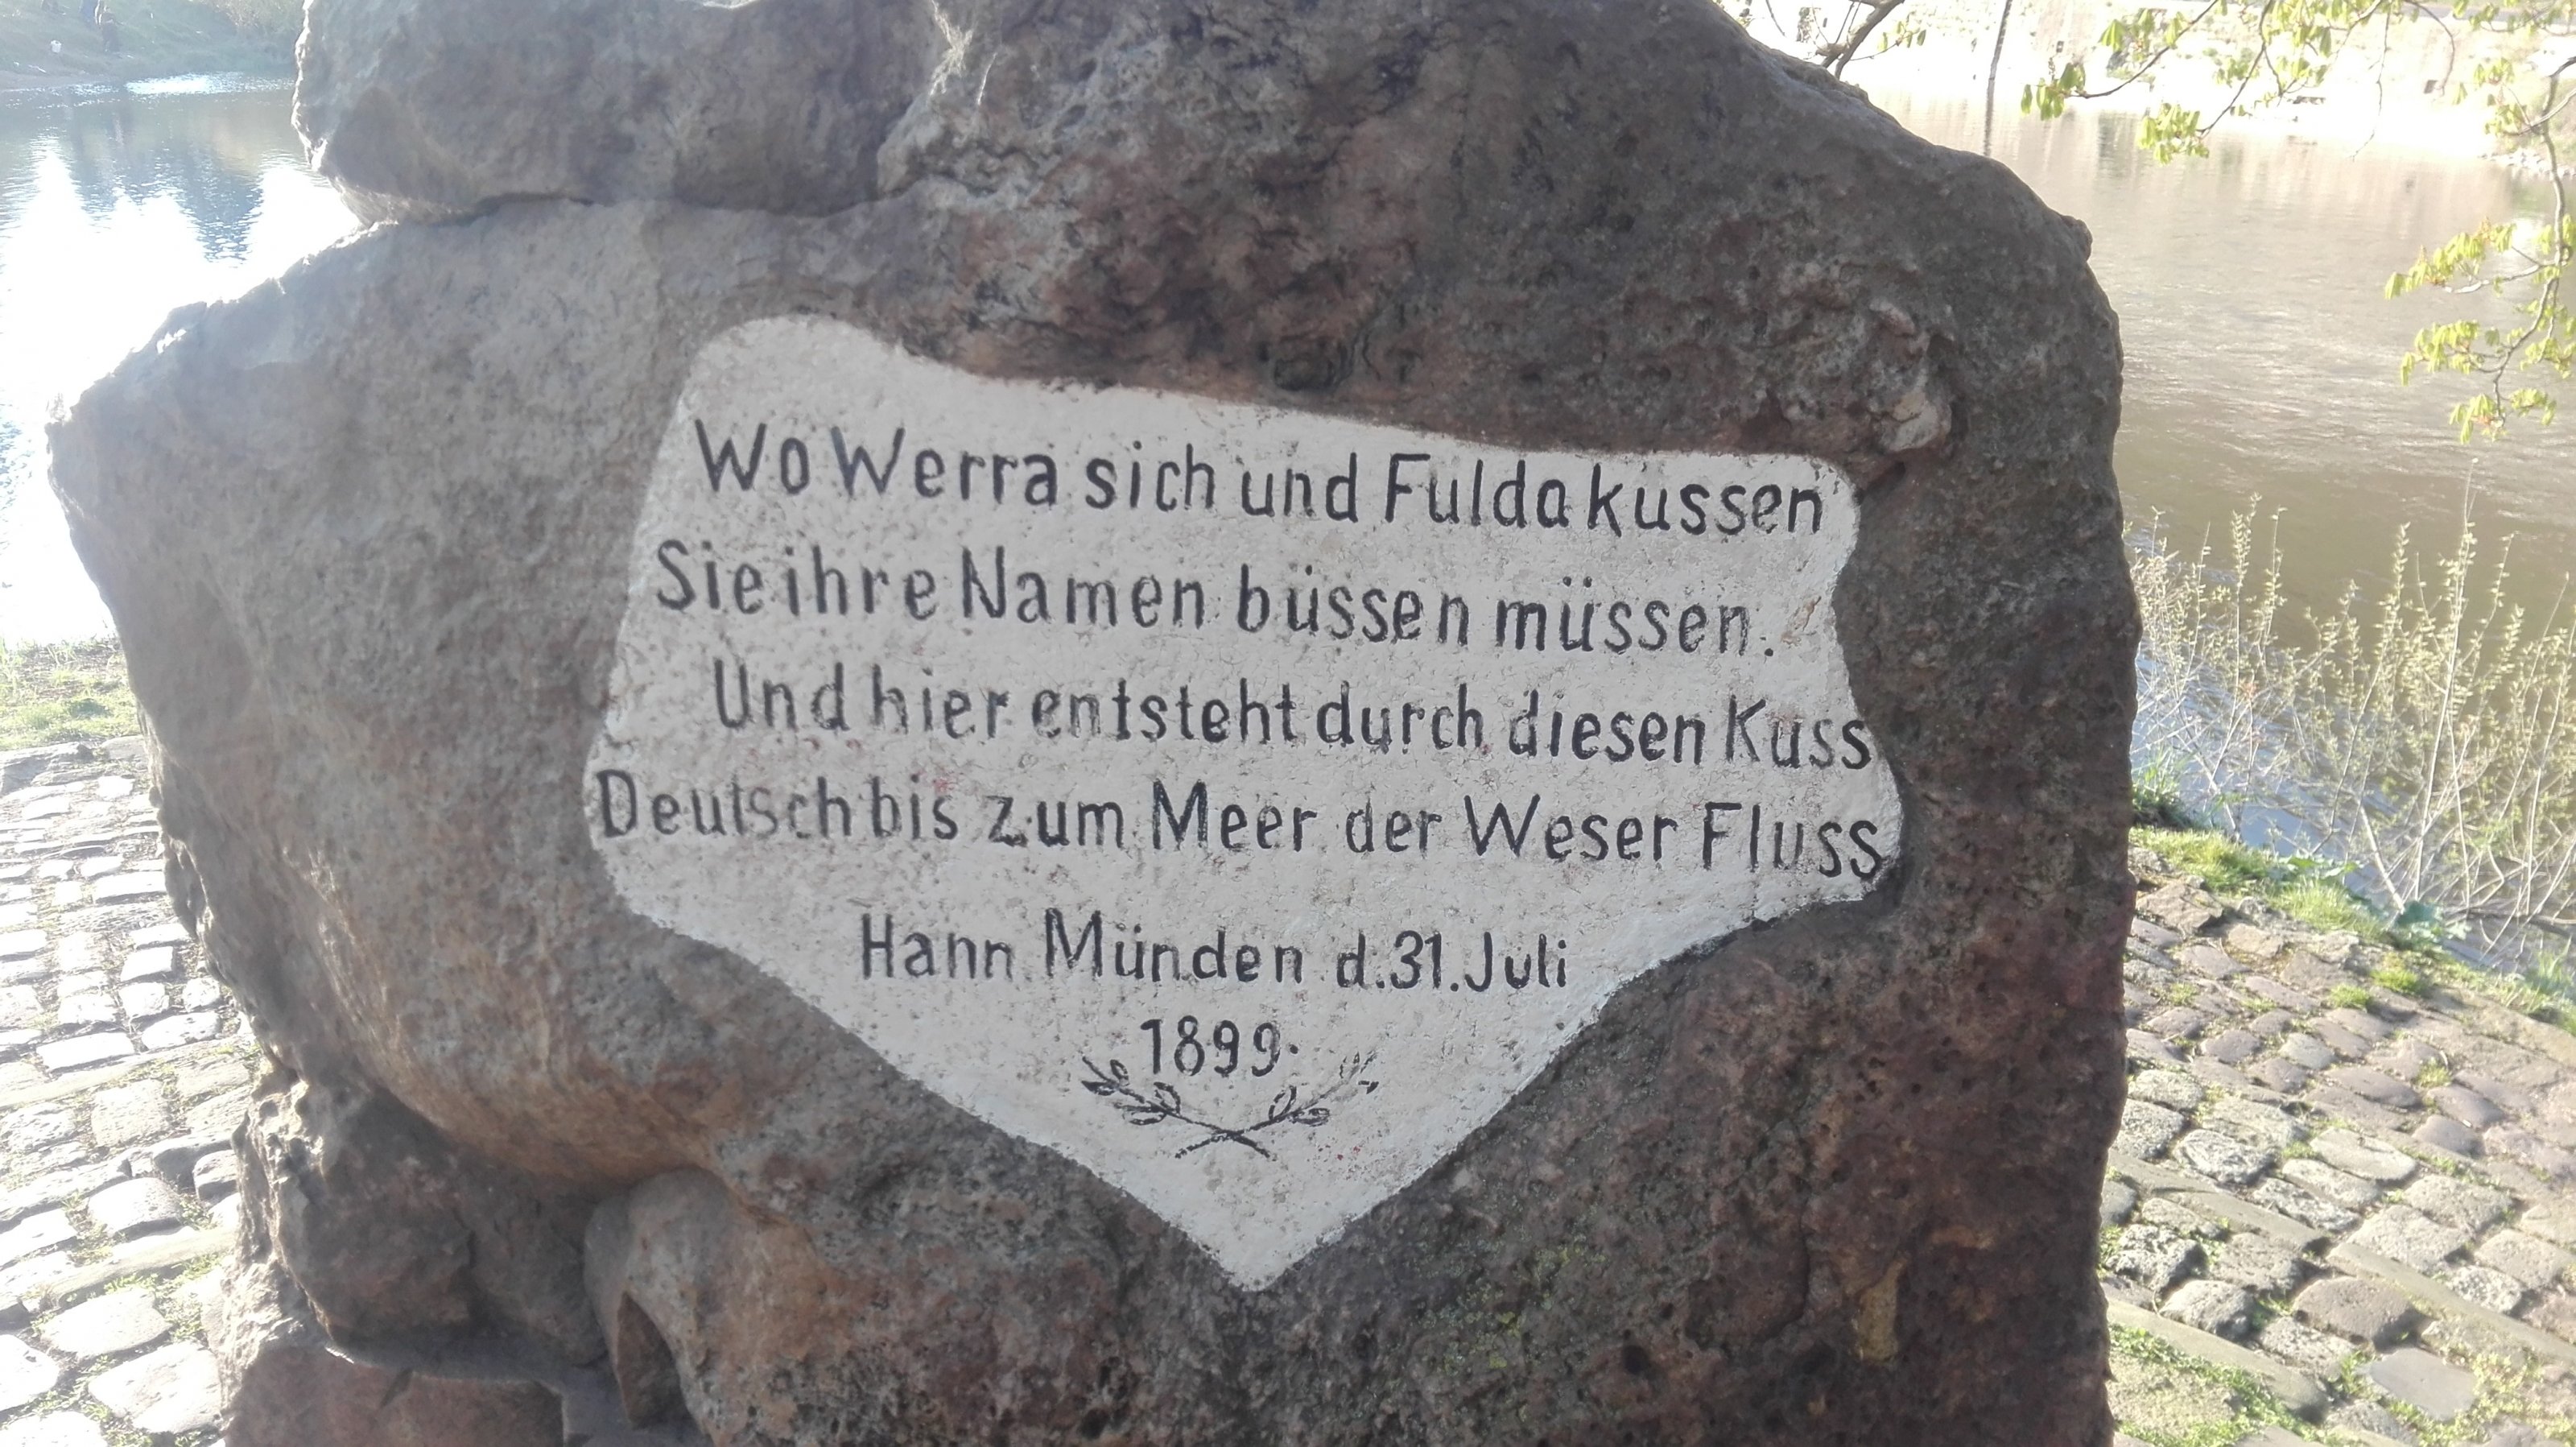 Wo Werra sich und Fulda kussen
Sie ihre Namen büssen müssen.
Und hier entsteht durch diesen Kuss
Deutsch bis zum Meer der Weser Fluss
Hann. Münden d. 31. Juli
1899.